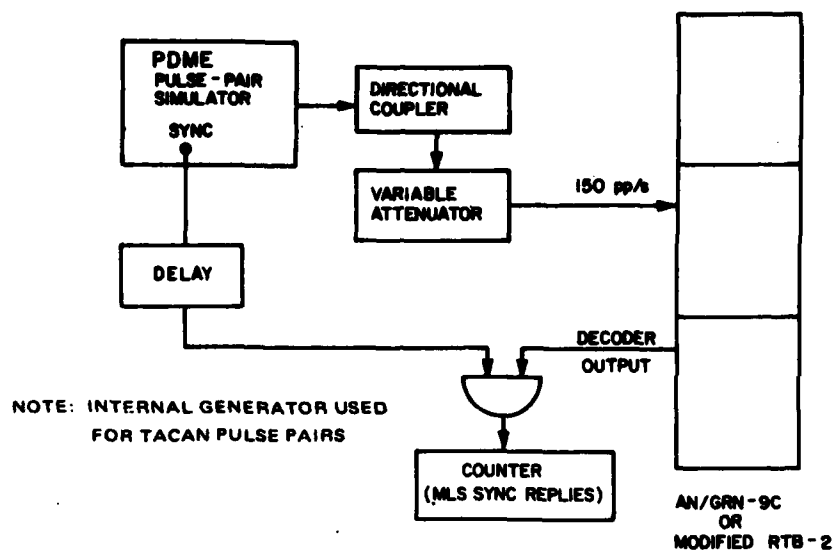 PDME
PULSE-PAIR
SIMULATOR
SYNC
DIRECTIONAL
COUPLER
VARIABLE
ATTENUATOR
150 pp/s
DELAY
DECODER
OUTPUT
NOTE: INTERNAL GENERATOR USED
FOR TACAN PULSE PAIRS
COUNTER
(MLS SYNC REPLIES)
AN/GRN-9C
OR
MODIFIED RTB-2